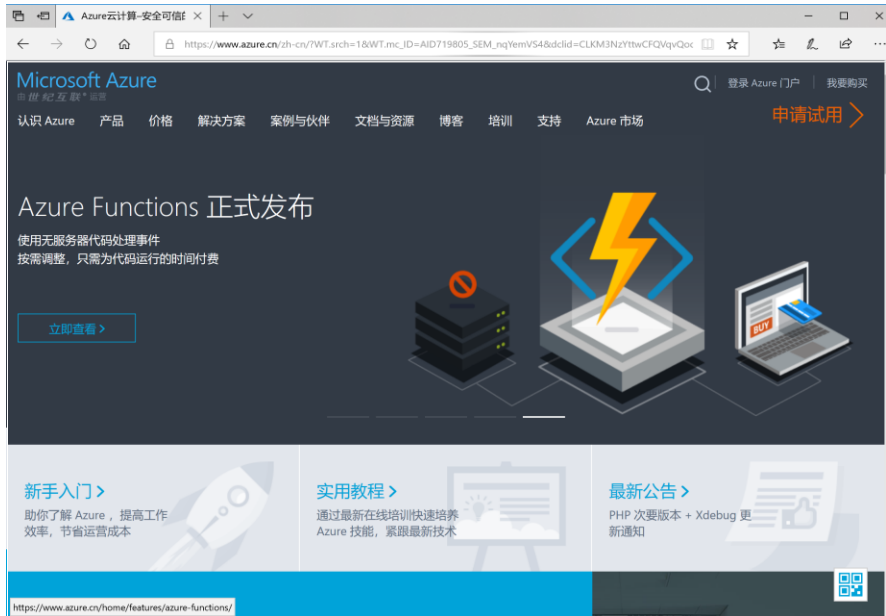 Azure云计算-安全可信
https://www.azure.cn/zh-cn/?WT.srch=1&WT.mc_ID=AID719805_SEM_nqYemVS4&dclid=CLKM3NzYttwCFQVqvQoc
Microsoft Azure
由世纪互联运营
登录 Azure 门户
我要购买
申请试用
认识 Azure 产品 价格 解决方案 案例与伙伴 文档与资源 博客 培训 支持 Azure 市场
Azure Functions 正式发布
使用无服务器代码处理事件
按需调整，只需为代码运行的时间付费
立即查看
BUY
新手入门
助你了解 Azure ，提高工作
效率，节省运营成本
实用教程
通过最新在线培训快速培养
Azure 技能，紧跟最新技术
最新公告
PHP 次要版本 + Xdebug 更
新通知
https://www.azure.cn/home/features/azure-functions/